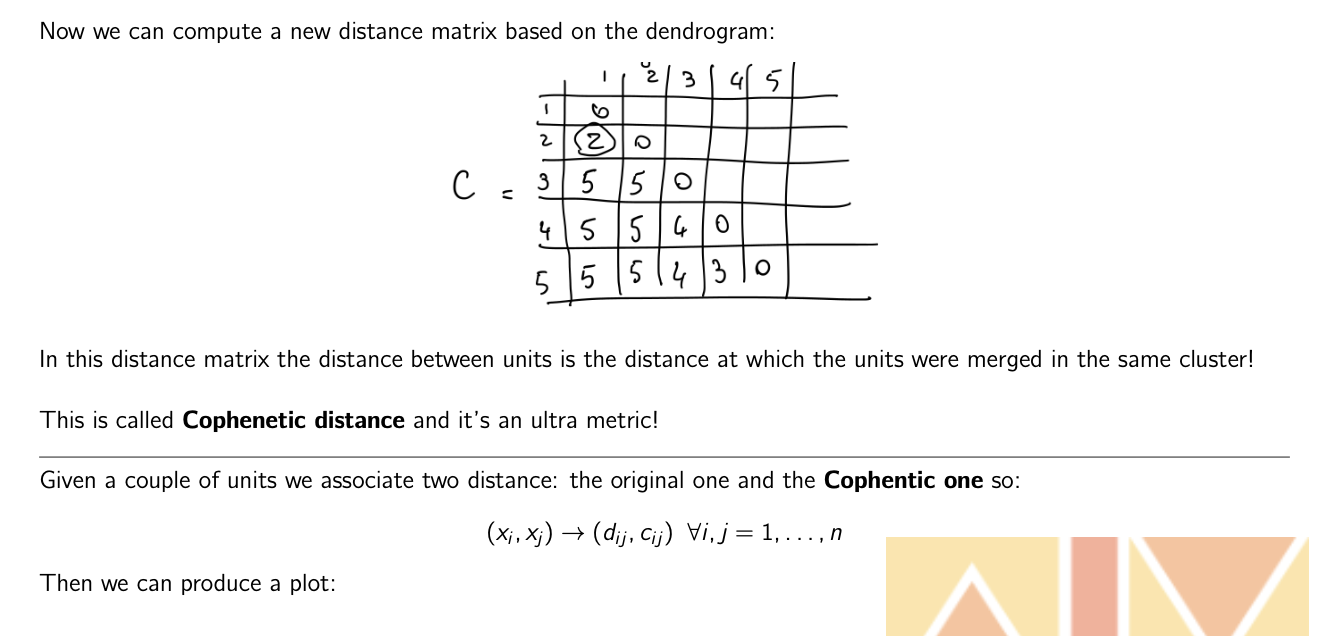 Now we can compute a new distance matrix based on the dendrogram:
1 2 3 4 5
1 0
2 2 0
C = 3 5 5 0
4 5 5 4 0
5 5 5 4 3 0
In this distance matrix the distance between units is the distance at which the units were merged in the same cluster!
This is called Cophenetic distance and it's an ultra metric!
Given a couple of units we associate two distance: the original one and the Cophentic one so:
(xᵢ, xⱼ) → (dᵢⱼ, cᵢⱼ) ∀i, j = 1, . . . , n
Then we can produce a plot: